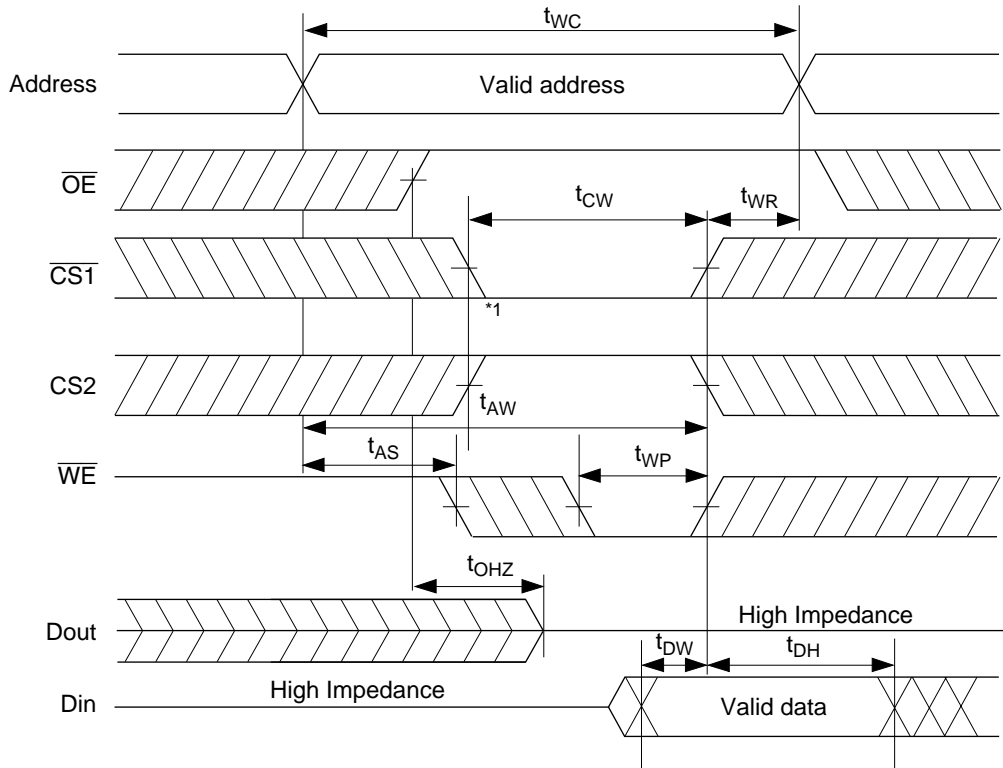 tWC
Address
Valid address
OE
tCW
tWR
CS1
*1
CS2
tAW
tAS
tWP
WE
tOHZ
High Impedance
Dout
tDW
tDH
High Impedance
Din
Valid data